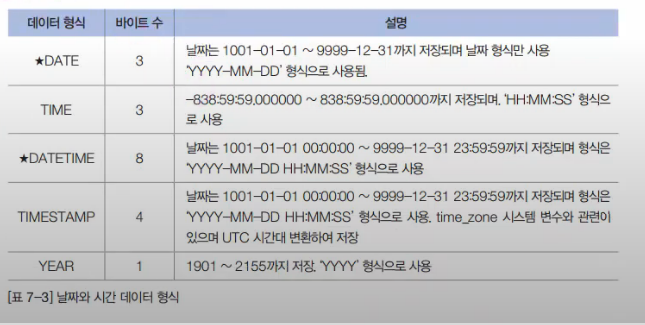 데이터 형식 바이트 수 설명
★DATE 3 날짜는 1001-01-01 ~ 9999-12-31까지 저장되며 날짜 형식만 사용
'YYYY-MM-DD' 형식으로 사용됨.
TIME 3 -838:59:59.000000 ~ 838:59:59.000000까지 저장되며, 'HH:MM:SS' 형식으
로 사용
★DATETIME 8 날짜는 1001-01-01 00:00:00 ~ 9999-12-31 23:59:59까지 저장되며 형식은
'YYYY-MM-DD HH:MM:SS' 형식으로 사용
TIMESTAMP 4 날짜는 1001-01-01 00:00:00 ~ 9999-12-31 23:59:59까지 저장되며 형식은
'YYYY-MM-DD HH:MM:SS' 형식으로 사용. time_zone 시스템 변수와 관련이
있으며 UTC 시간대 변환하여 저장
YEAR 1 1901 ~ 2155까지 저장. 'YYYY' 형식으로 사용
[표 7-3] 날짜와 시간 데이터 형식